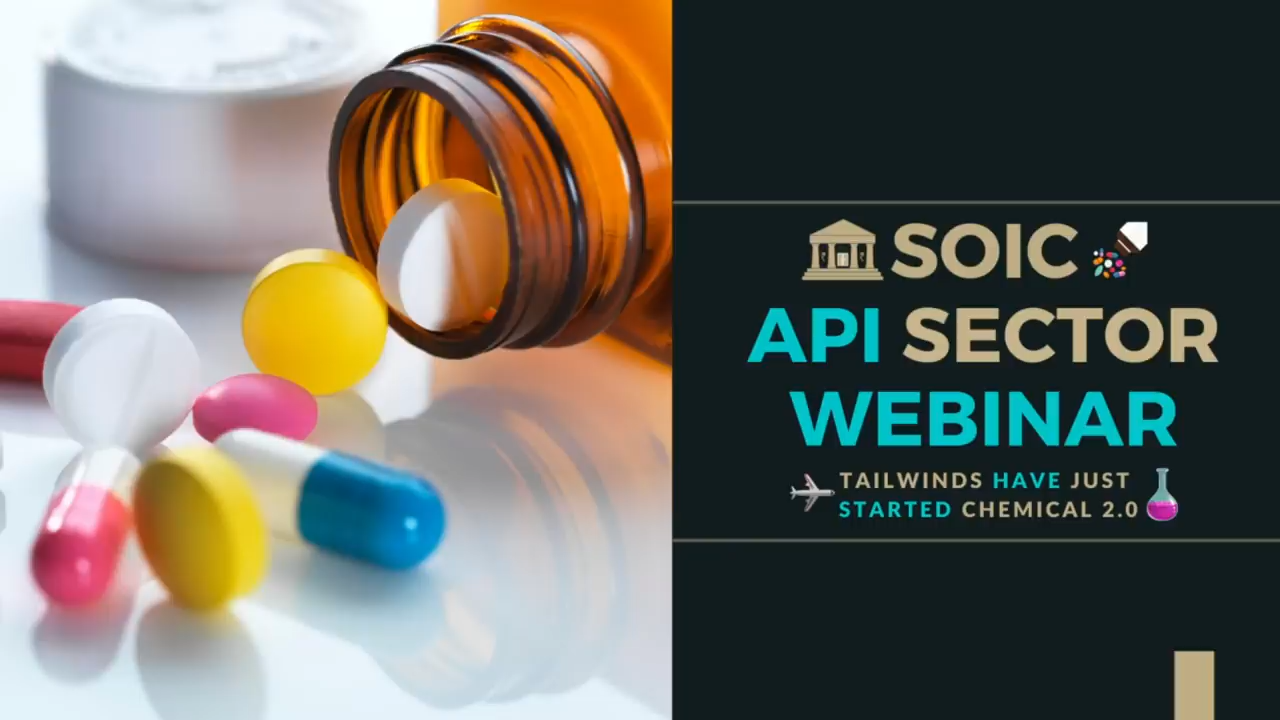 SOIC
API SECTOR
WEBINAR
TAILWINDS HAVE JUST
STARTED CHEMICAL 2.0